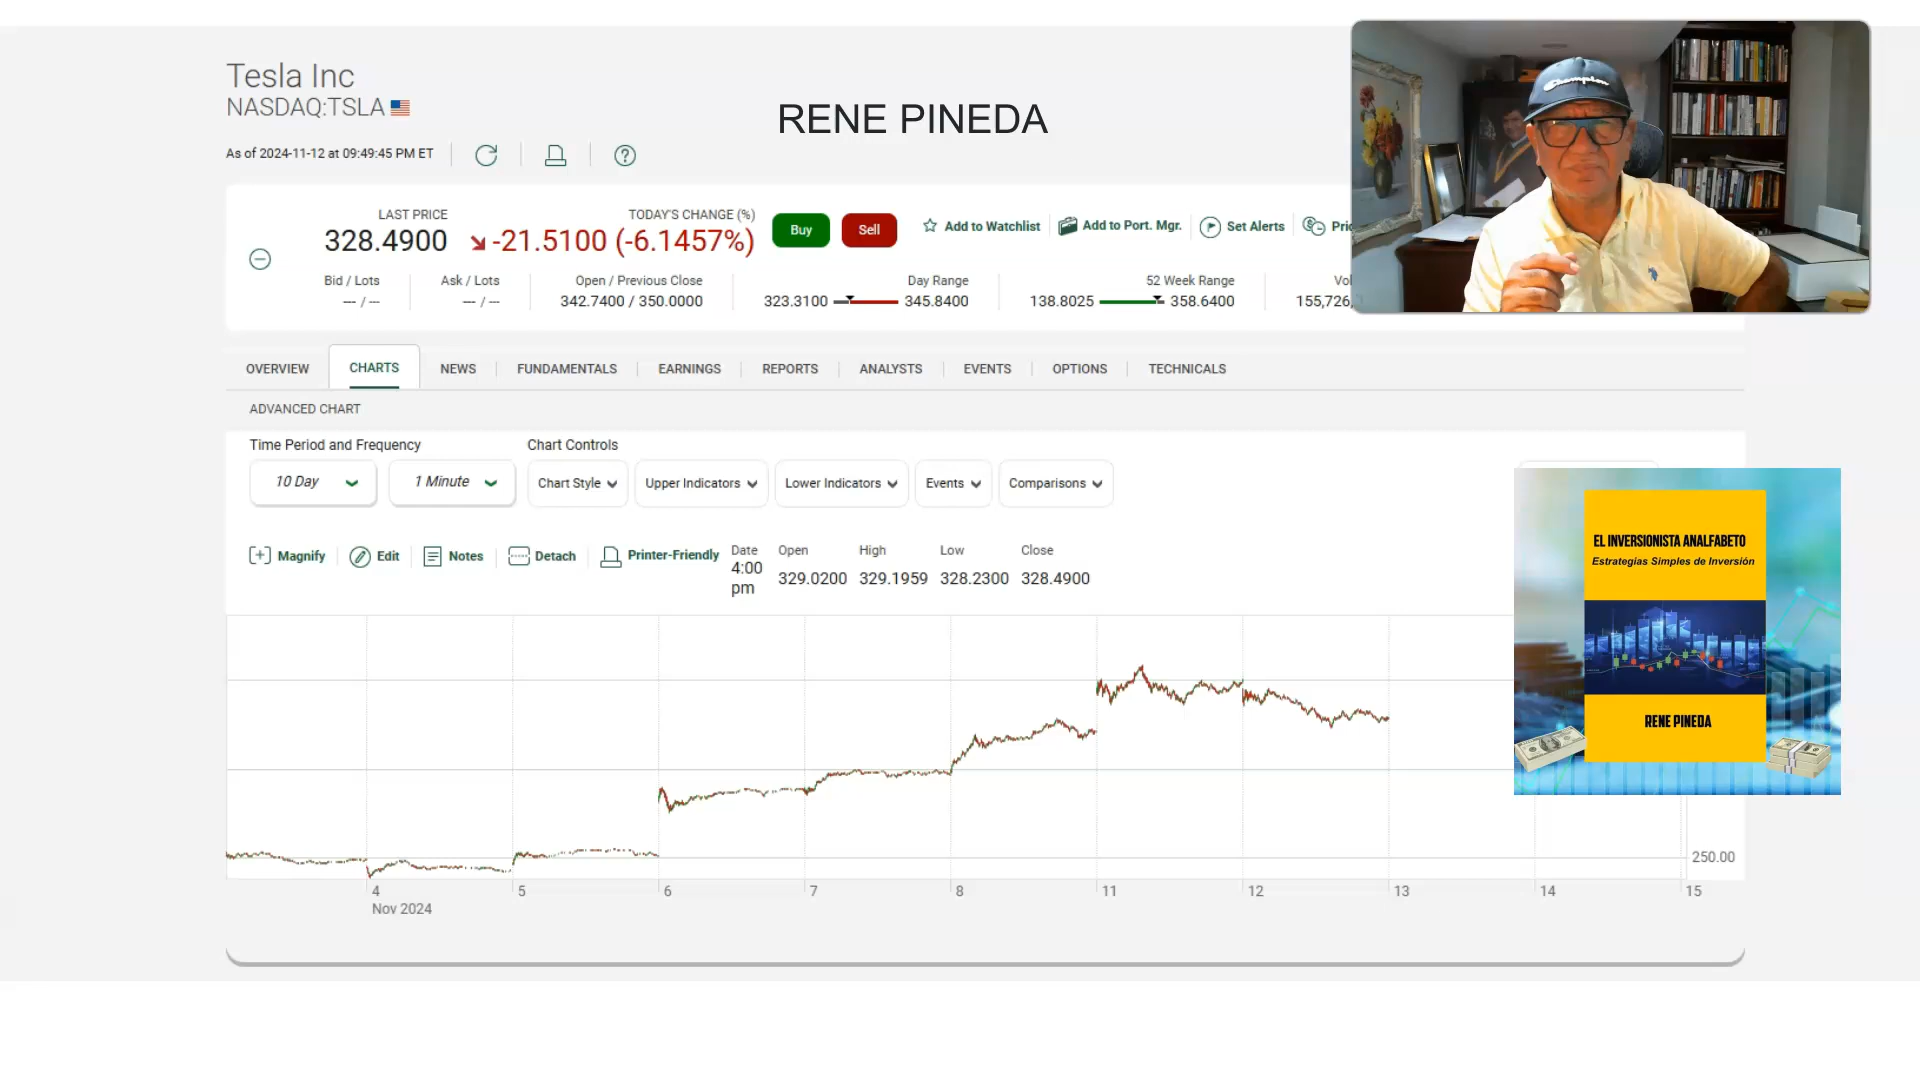 Tesla Inc
NASDAQ:TSLA
RENE PINEDA
As of 2024-11-12 at 09:49:45 PM ET
LAST PRICE
328.4900
TODAY'S CHANGE (%)
-21.5100 (-6.1457%)
Buy
Sell
Add to Watchlist
Add to Port. Mgr.
Set Alerts
Bid / Lots
--- / ---
Ask / Lots
--- / ---
Open / Previous Close
342.7400 / 350.0000
Day Range
323.3100 345.8400
52 Week Range
138.8025 358.6400
155,726,
Champion
OVERVIEW
CHARTS
NEWS
FUNDAMENTALS
EARNINGS
REPORTS
ANALYSTS
EVENTS
OPTIONS
TECHNICALS
ADVANCED CHART
Time Period and Frequency
Chart Controls
10 Day
1 Minute
Chart Style
Upper Indicators
Lower Indicators
Events
Comparisons
Magnify
Edit
Notes
Detach
Printer-Friendly
Date
4:00
pm
Open
329.0200
High
329.1959
Low
328.2300
Close
328.4900
250.00
4 5 6 7 8 11 12 13 14 15
Nov 2024
EL INVERSIONISTA ANALFABETO
Estrategias Simples de Inversión
RENE PINEDA